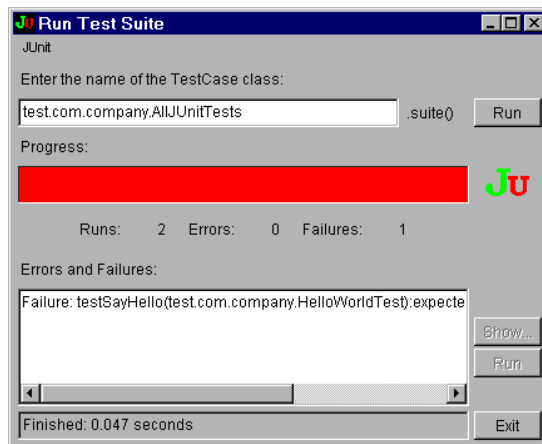 JU Run Test Suite
JUnit
Enter the name of the TestCase class:
test.com.company.AllJUnitTests .suite() Run
Progress:
JU
Runs: 2 Errors: 0 Failures: 1
Errors and Failures:
Failure: testSayHello(test.com.company.HelloWorldTest):expecte
Show...
Run
Finished: 0.047 seconds Exit